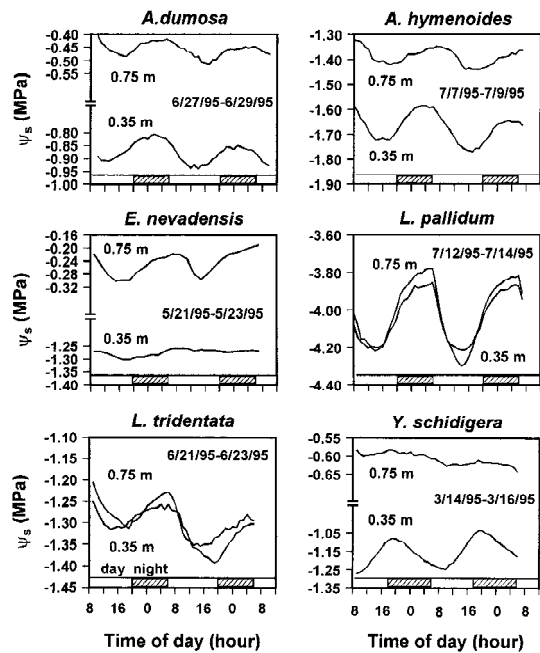 A.dumosa
A. hymenoides
Ψs (MPa)
-0.40
-0.45
-0.50
-0.55
-0.80
-0.85
-0.90
-0.95
-1.00
0.75 m
6/27/95-6/29/95
0.35 m
-1.30
-1.40
-1.50
-1.60
-1.70
-1.80
-1.90
0.75 m
7/7/95-7/9/95
0.35 m
E. nevadensis
L. pallidum
Ψs (MPa)
-0.16
-0.20
-0.24
-0.28
-0.32
-1.25
-1.30
-1.35
-1.40
0.75 m
5/21/95-5/23/95
0.35 m
-3.60
-3.80
-4.00
-4.20
-4.40
7/12/95-7/14/95
0.75 m
0.35 m
L. tridentata
Y. schidigera
Ψs (MPa)
-1.10
-1.15
-1.20
-1.25
-1.30
-1.35
-1.40
-1.45
6/21/95-6/23/95
0.75 m
0.35 m
day night
8 16 0 8 16 0 8
Time of day (hour)
-0.55
-0.60
-0.65
-1.05
-1.15
-1.25
-1.35
0.75 m
3/14/95-3/16/95
0.35 m
8 16 0 8 16 0 8
Time of day (hour)